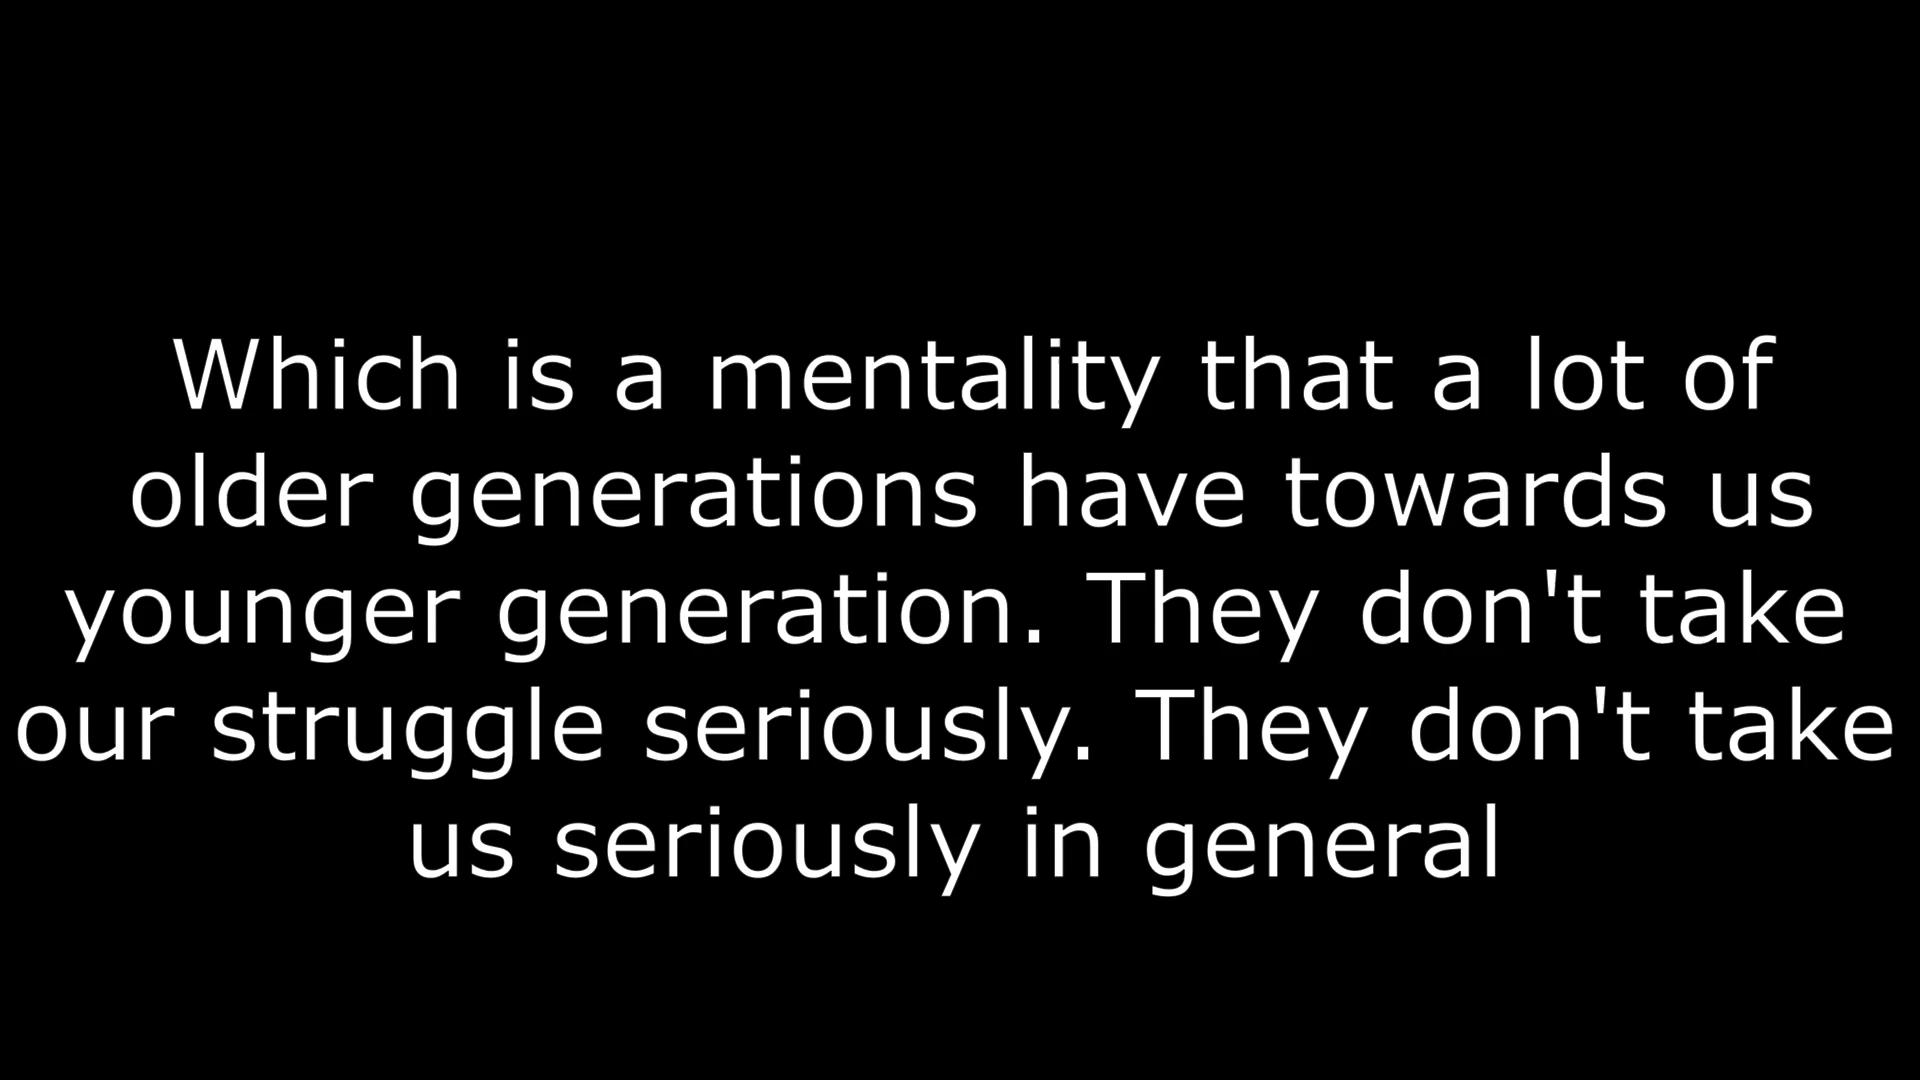 Which is a mentality that a lot of
older generations have towards us
younger generation. They don't take
our struggle seriously. They don't take
us seriously in general